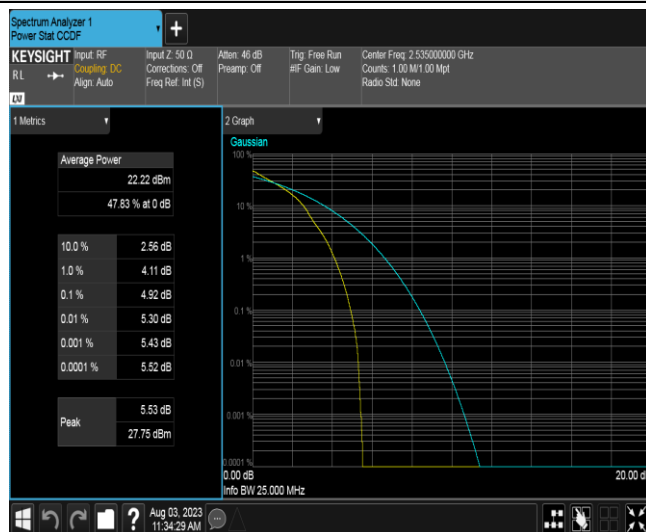 Spectrum Analyzer 1
Power Stat CCDF
KEYSIGHT
RL
Input: RF
Coupling: DC
Align: Auto
Input Z: 50 Ω
Corrections: Off
Freq Ref: Int (S)
Atten: 46 dB
Preamp: Off
Trig: Free Run
#IF Gain: Low
Center Freq: 2.535000000 GHz
Counts: 1.00 M/1.00 Mpt
Radio Std: None
1 Metrics
Average Power
22.22 dBm
47.83 % at 0 dB
10.0 % 2.56 dB
1.0 % 4.11 dB
0.1 % 4.92 dB
0.01 % 5.30 dB
0.001 % 5.43 dB
0.0001 % 5.52 dB
Peak
5.53 dB
27.75 dBm
2 Graph
Gaussian
100 %
10 %
1 %
0.1 %
0.01 %
0.001 %
0.0001 %
0.00 dB
20.00 d
Info BW 25.000 MHz
?
Aug 03, 2023
11:34:29 AM